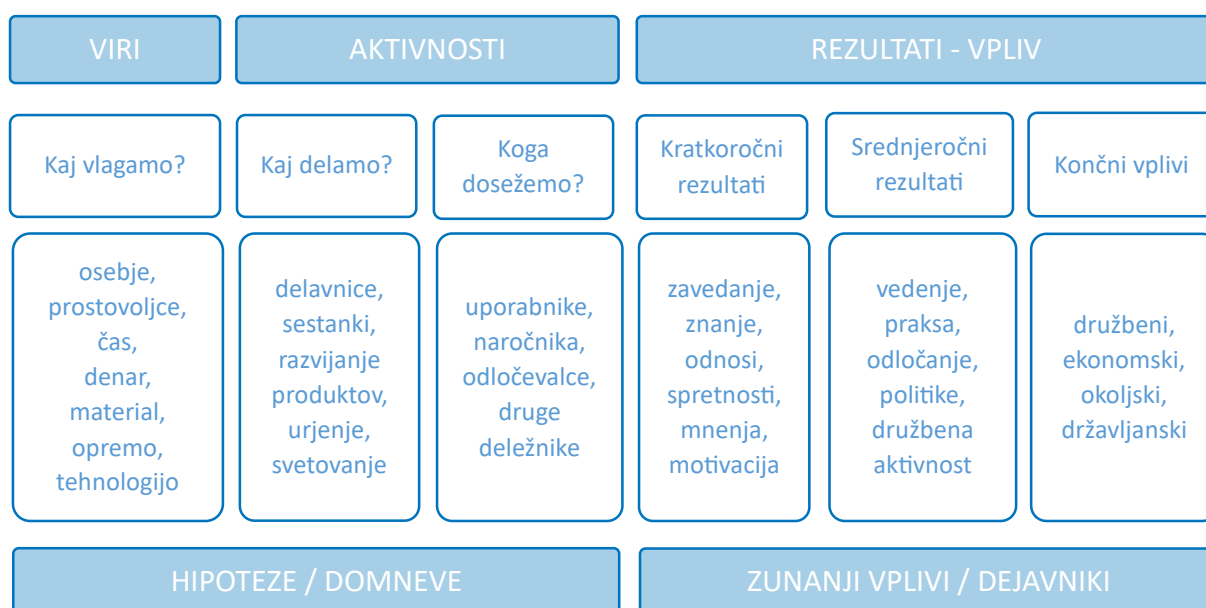 VIRI
AKTIVNOSTI
REZULTATI - VPLIV
Kaj vlagamo?
Kaj delamo?
Koga
dosežemo?
Kratkoročni
rezultati
Srednjeročni
rezultati
Končni vplivi
osebje,
prostovoljce,
čas,
denar,
material,
opremo,
tehnologijo
delavnice,
sestanki,
razvijanje
produktov,
urjenje,
svetovanje
uporabnike,
naročnika,
odločevalce,
druge
deležnike
zavedanje,
znanje,
odnosi,
spretnosti,
mnenja,
motivacija
vedenje,
praksa,
odločanje,
politike,
družbena
aktivnost
družbeni,
ekonomski,
okoljski,
državljanski
HIPOTEZE / DOMNEVE
ZUNANJI VPLIVI / DEJAVNIKI